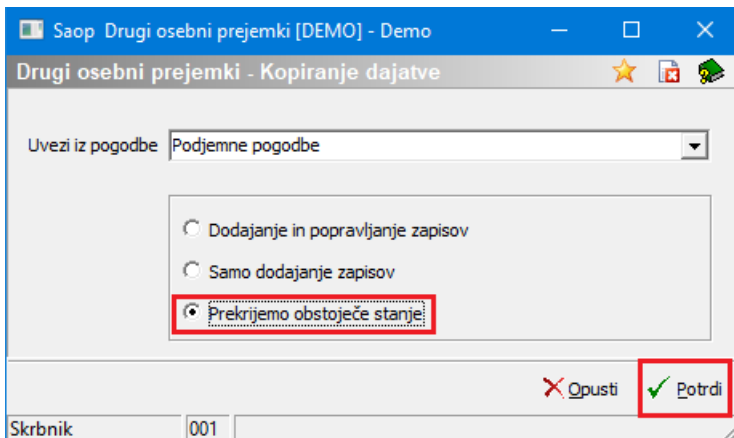 Saop Drugi osebni prejemki [DEMO] - Demo
Drugi osebni prejemki - Kopiranje dajatve
Uvezi iz pogodbe Podjemne pogodbe
Dodajanje in popravljanje zapisov
Samo dodajanje zapisov
Prekrijemo obstoječe stanje
Opusti Potrdi
Skrbnik 001